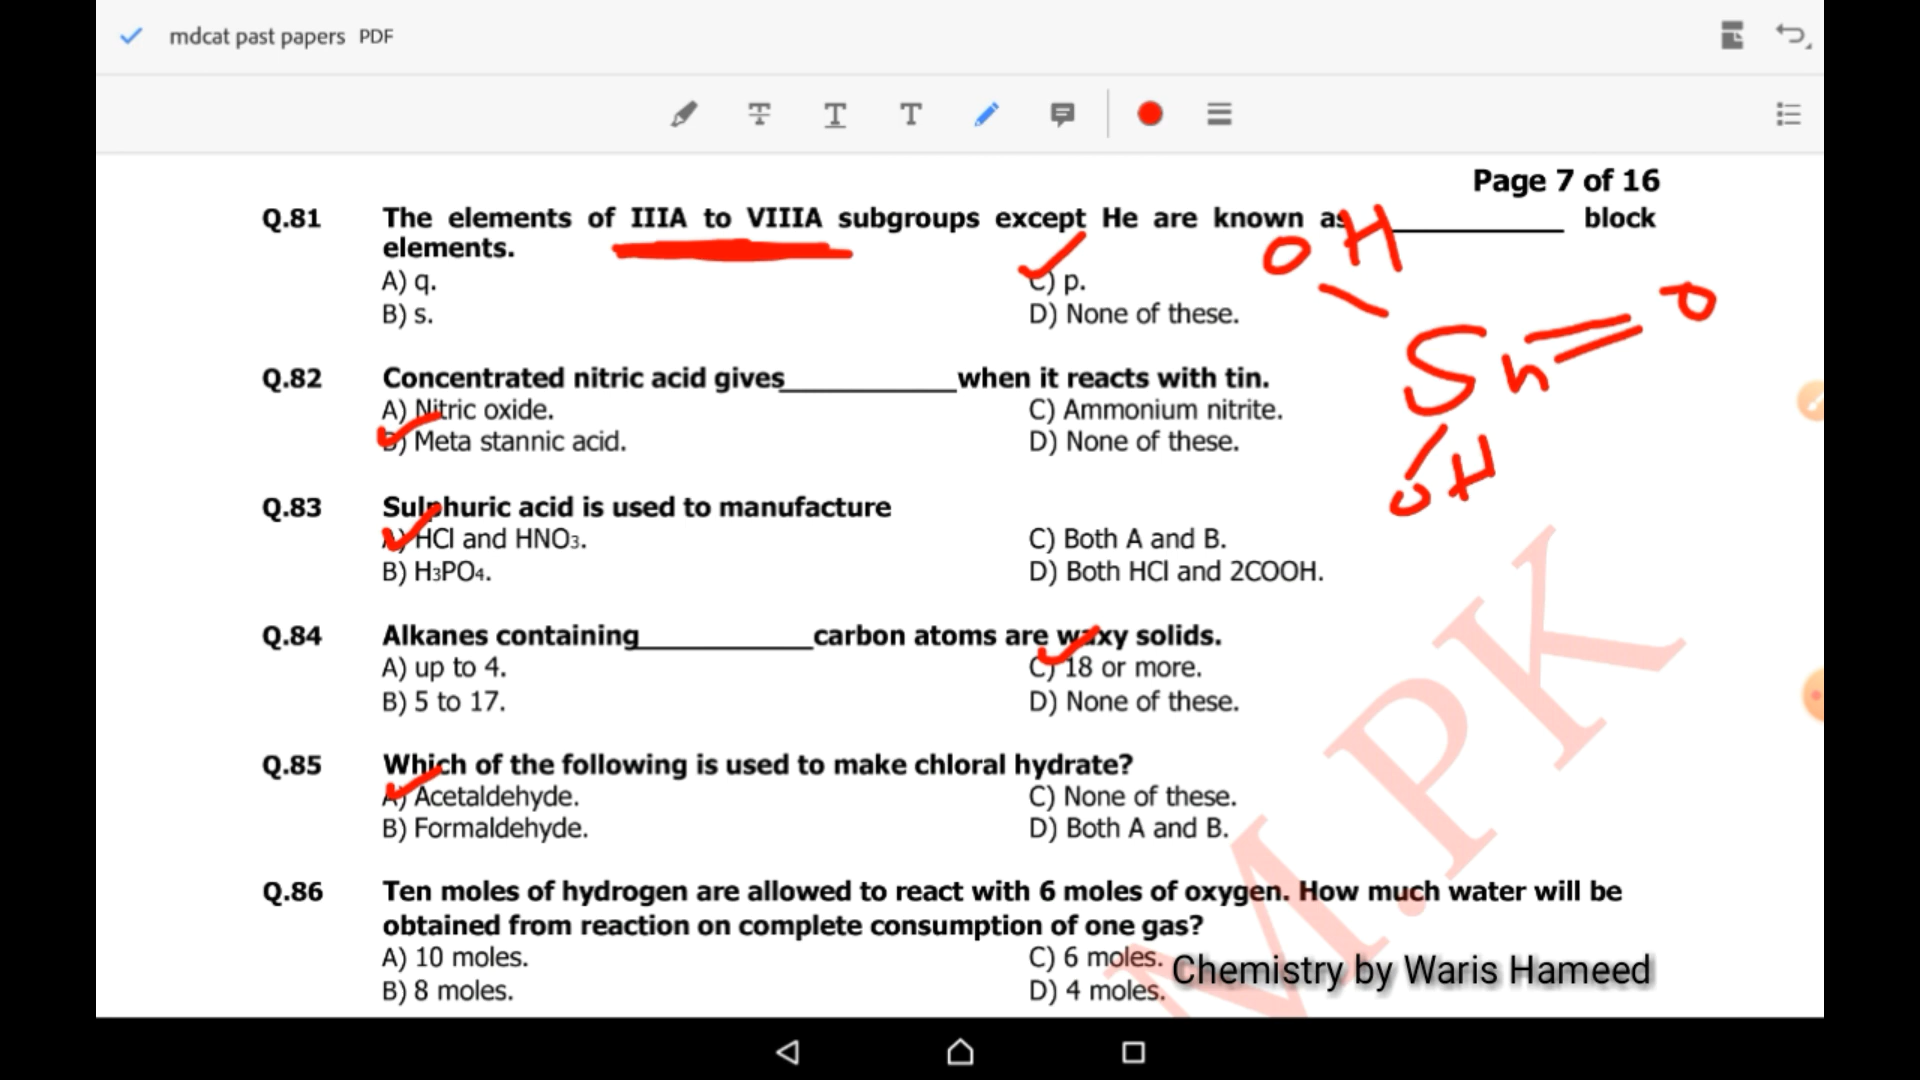 mdcat past papers PDF
Page 7 of 16
Q.81 The elements of IIIA to VIIIA subgroups except He are known as ____________ block
elements.
A) q. C) p.
B) s. D) None of these.
OH
Sn=O
OH
Q.82 Concentrated nitric acid gives____________when it reacts with tin.
A) Nitric oxide. C) Ammonium nitrite.
B) Meta stannic acid. D) None of these.
Q.83 Sulphuric acid is used to manufacture
A) HCl and HNO3. C) Both A and B.
B) H3PO4. D) Both HCl and 2COOH.
Q.84 Alkanes containing____________carbon atoms are waxy solids.
A) up to 4. C) 18 or more.
B) 5 to 17. D) None of these.
Q.85 Which of the following is used to make chloral hydrate?
A) Acetaldehyde. C) None of these.
B) Formaldehyde. D) Both A and B.
Q.86 Ten moles of hydrogen are allowed to react with 6 moles of oxygen. How much water will be
obtained from reaction on complete consumption of one gas?
A) 10 moles. C) 6 moles.
B) 8 moles. D) 4 moles.
Chemistry by Waris Hameed
M.PK